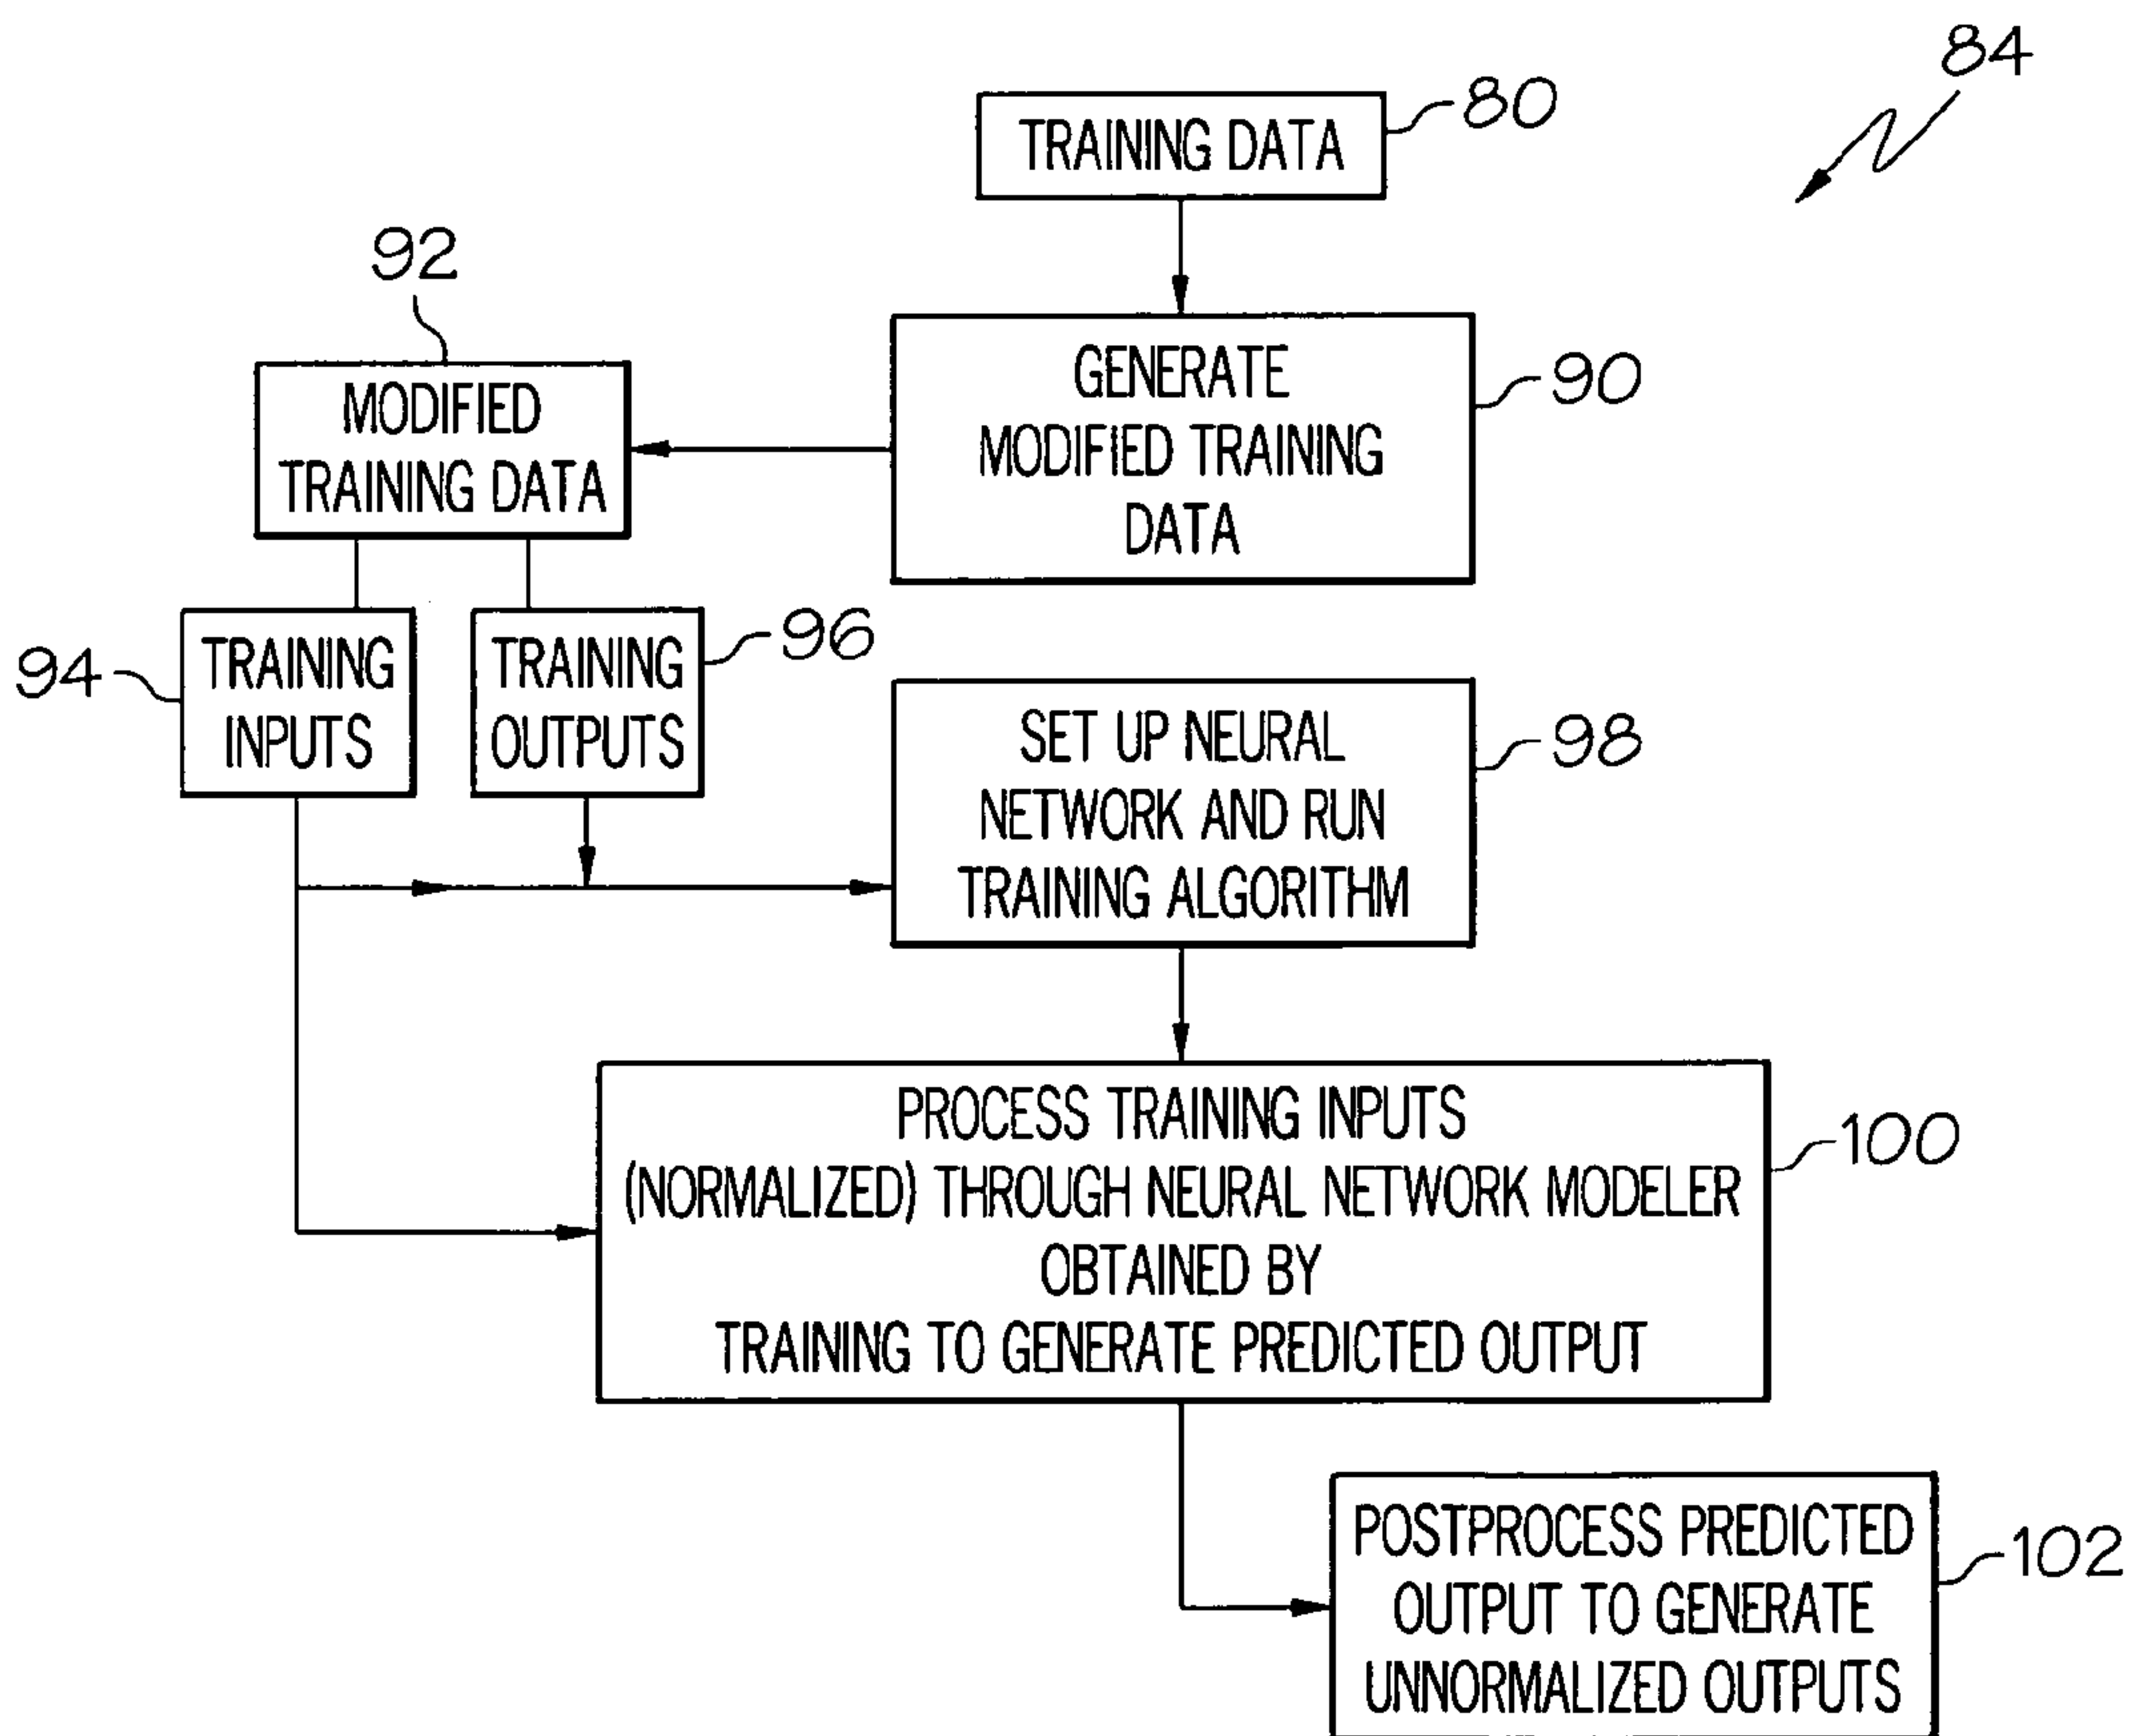 84
TRAINING DATA
80
92
MODIFIED
TRAINING DATA
GENERATE
MODIFIED TRAINING
DATA
90
94
TRAINING
INPUTS
TRAINING
OUTPUTS
96
SET UP NEURAL
NETWORK AND RUN
TRAINING ALGORITHM
98
PROCESS TRAINING INPUTS
(NORMALIZED) THROUGH NEURAL NETWORK MODELER
OBTAINED BY
TRAINING TO GENERATE PREDICTED OUTPUT
100
POSTPROCESS PREDICTED
OUTPUT TO GENERATE
UNNORMALIZED OUTPUTS
102